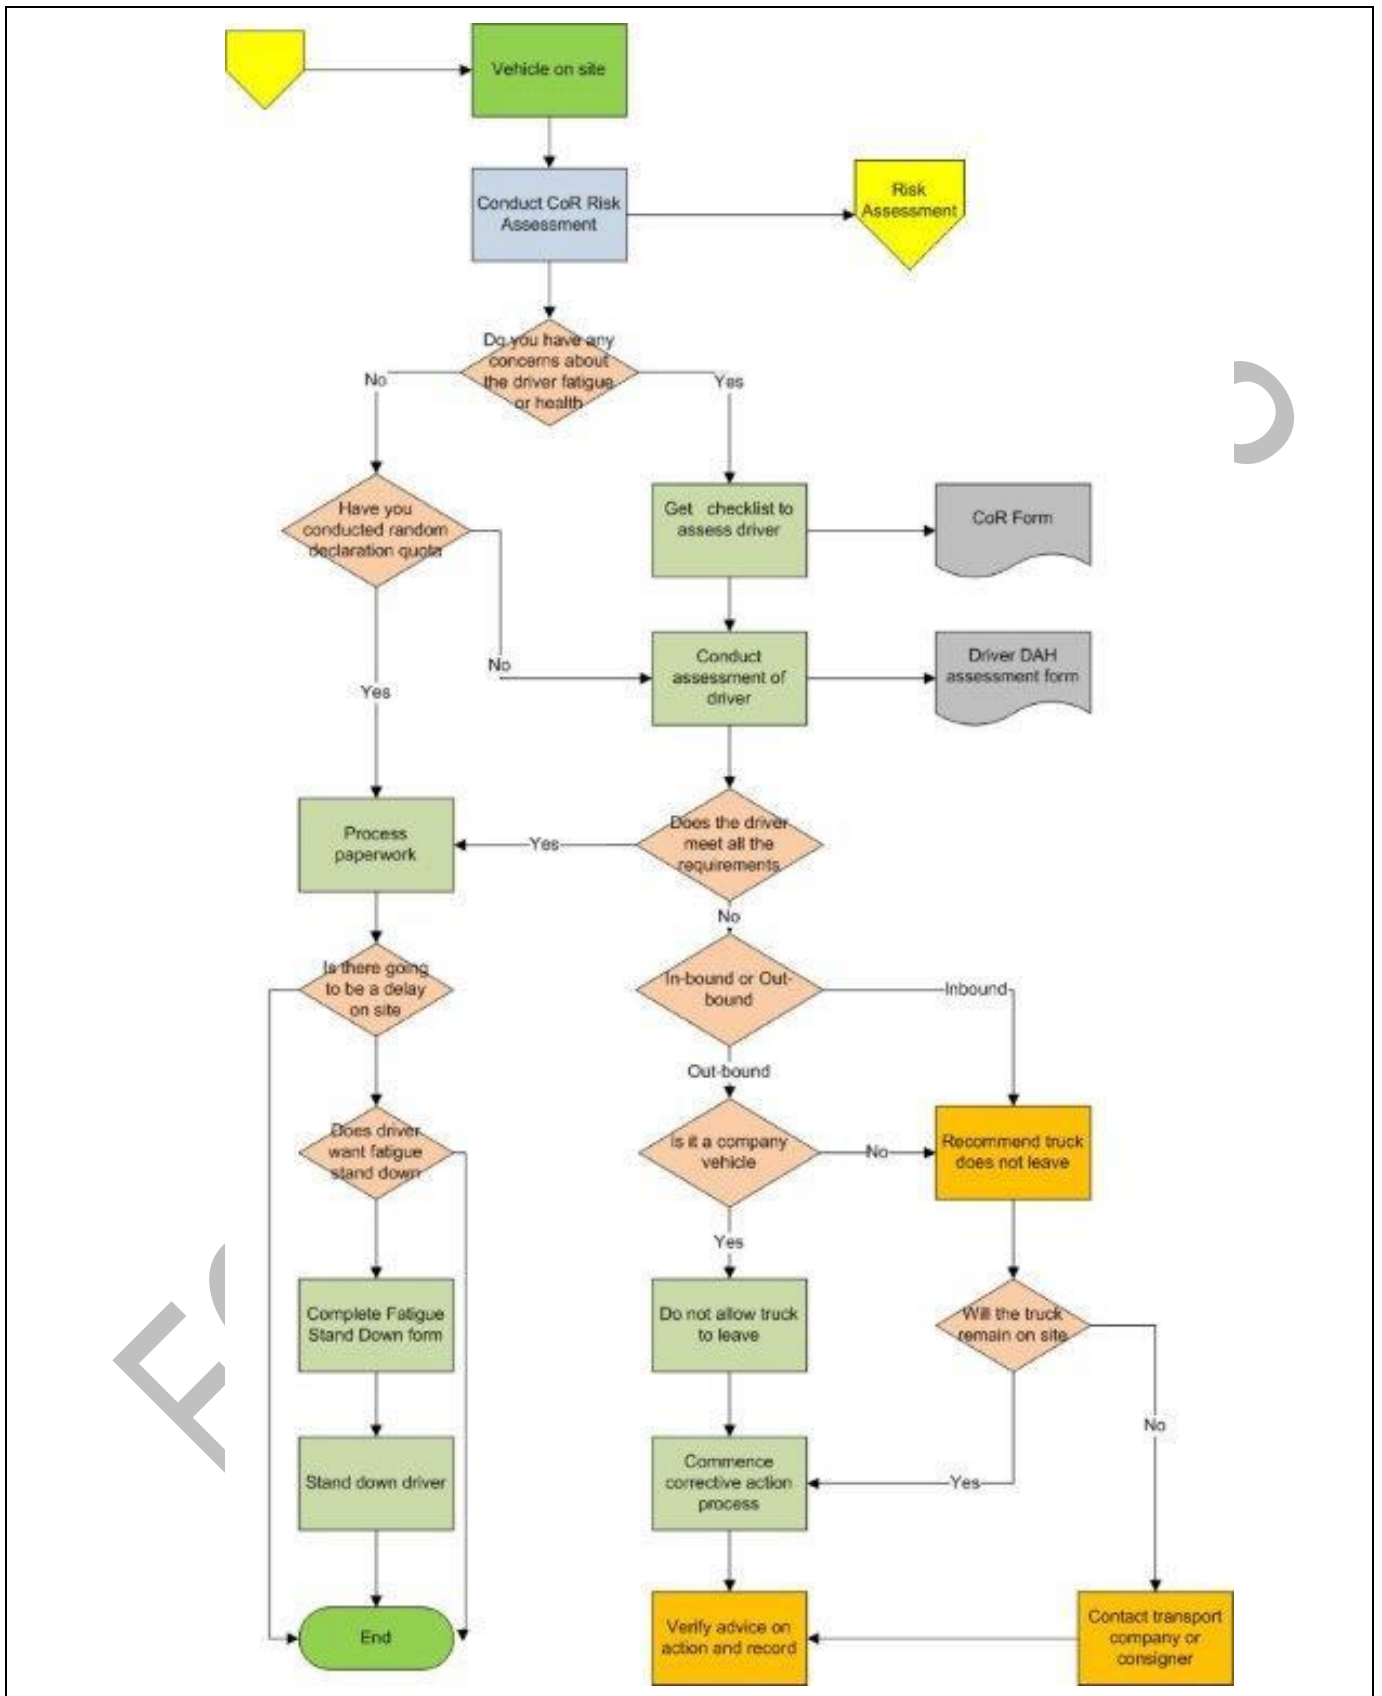 Vehicle on site
Conduct CoR Risk
Assessment
Risk
Assessment
Do you have any
concerns about
the driver fatigue
or health
No
Yes
Have you
conducted random
declaration quota
Get checklist to
assess driver
CoR Form
No
Conduct
assessment of
driver
Driver DAH
assessment form
Yes
Process
paperwork
Yes
Does the driver
meet all the
requirements
No
Is there going
to be a delay
on site
In-bound or Out-
bound
Inbound
Out-bound
Does driver
want fatigue
stand down
Is it a company
vehicle
No
Recommend truck
does not leave
Yes
Complete Fatigue
Stand Down form
Do not allow truck
to leave
Will the truck
remain on site
No
Stand down driver
Commence
corrective action
process
Yes
End
Verify advice on
action and record
Contact transport
company or
consigner